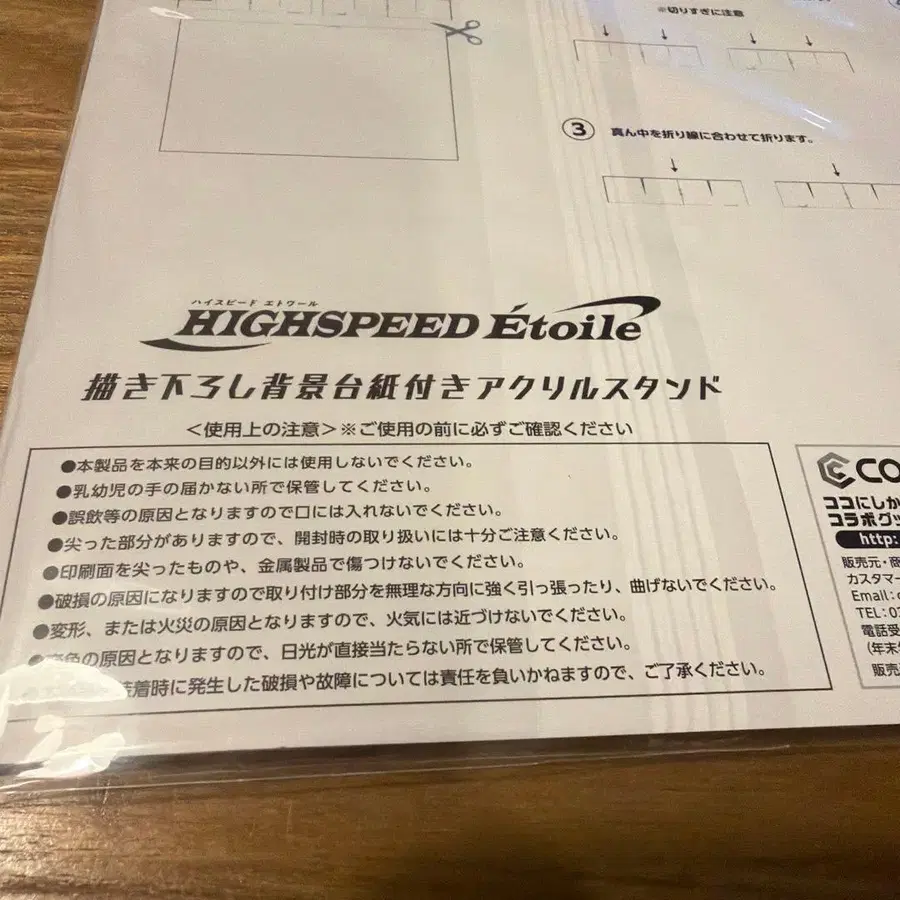 ※切りすぎに注意
③ 真ん中を折り線に合わせて折ります。
ハイスピード エトワール
HIGHSPEED Étoile
描き下ろし背景台紙付きアクリルスタンド
＜使用上の注意＞※ご使用の前に必ずご確認ください
●本製品を本来の目的以外には使用しないでください。
●乳幼児の手の届かない所で保管してください。
●誤飲等の原因となりますので口には入れないでください。
●尖った部分がありますので、開封時の取り扱いには十分ご注意ください。
●印刷面を尖ったものや、金属製品で傷つけないでください。
●破損の原因になりますので取り付け部分を無理な方向に強く引っ張ったり、曲げないでください。
●変形、または火災の原因となりますので、火気には近づけないでください。
色の原因となりますので、日光が直接当たらない所で保管してください。
装着時に発生した破損や故障については責任を負いかねますので、ご了承ください。
CO
ココにしか
コラボグッ
http:
販売元・商
カスタマー
Email:
TEL:0
電話受
(年末
販売